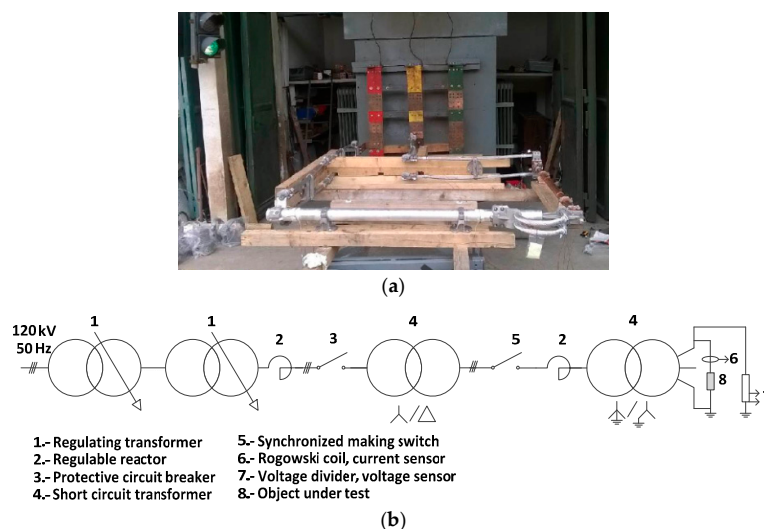 (a)
120 kV
50 Hz
1
1
2
3
4
5
2
4
6
8
1.- Regulating transformer
2.- Regulable reactor
3.- Protective circuit breaker
4.- Short circuit transformer
5.- Synchronized making switch
6.- Rogowski coil, current sensor
7.- Voltage divider, voltage sensor
8.- Object under test
(b)